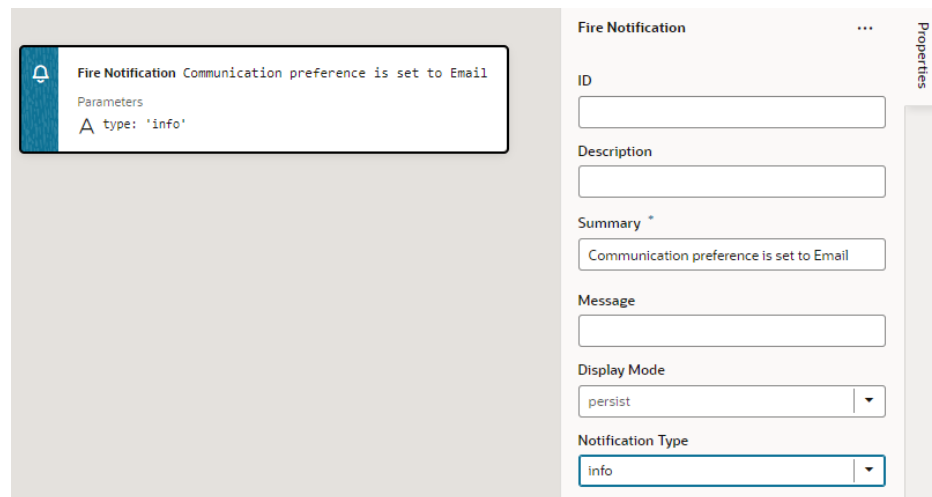 Fire Notification Communication preference is set to Email
Parameters
A type: 'info'
Fire Notification
...
Properties
ID
Description
Summary *
Communication preference is set to Email
Message
Display Mode
persist
Notification Type
info